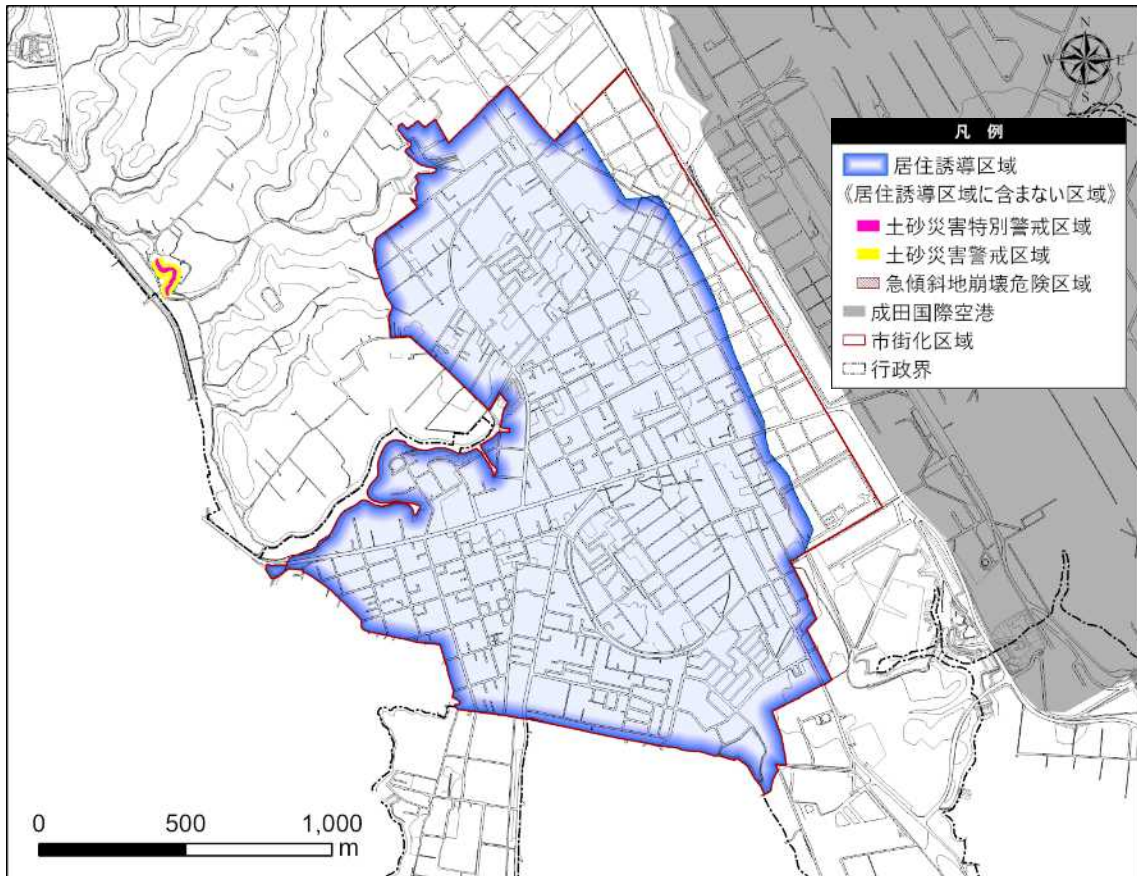 N
W E
S
凡 例
居住誘導区域
《居住誘導区域に含まない区域》
土砂災害特別警戒区域
土砂災害警戒区域
急傾斜地崩壊危険区域
成田国際空港
市街化区域
行政界
0 500 1,000
m